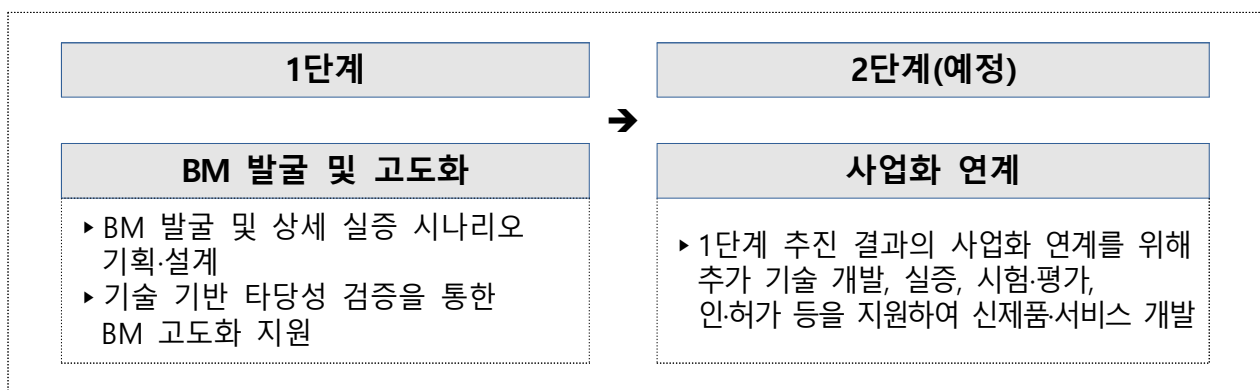 1단계
BM 발굴 및 고도화
▸BM 발굴 및 상세 실증 시나리오
기획·설계
▸기술 기반 타당성 검증을 통한
BM 고도화 지원
➔
2단계(예정)
사업화 연계
▸1단계 추진 결과의 사업화 연계를 위해
추가 기술 개발, 실증, 시험·평가,
인·허가 등을 지원하여 신제품·서비스 개발